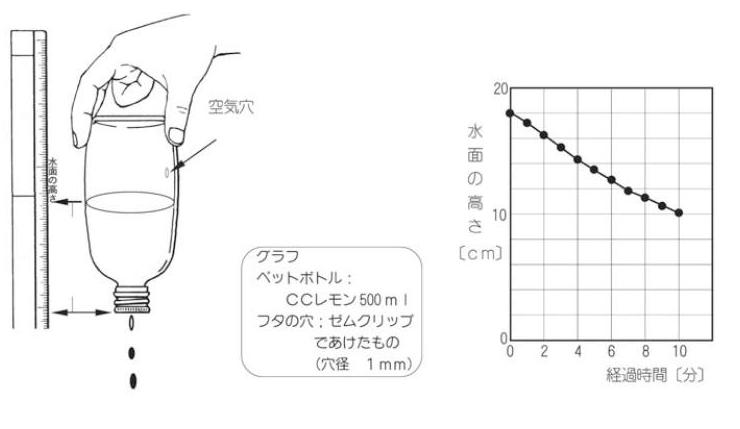 空気穴
水面の高さ
グラフ
ペットボトル：
CCレモン500ml
フタの穴；ゼムクリップ
であけたもの
（穴径　1mm）
20
10
0
水面の高さ
〔cm〕
0 2 4 6 8 10
経過時間〔分〕